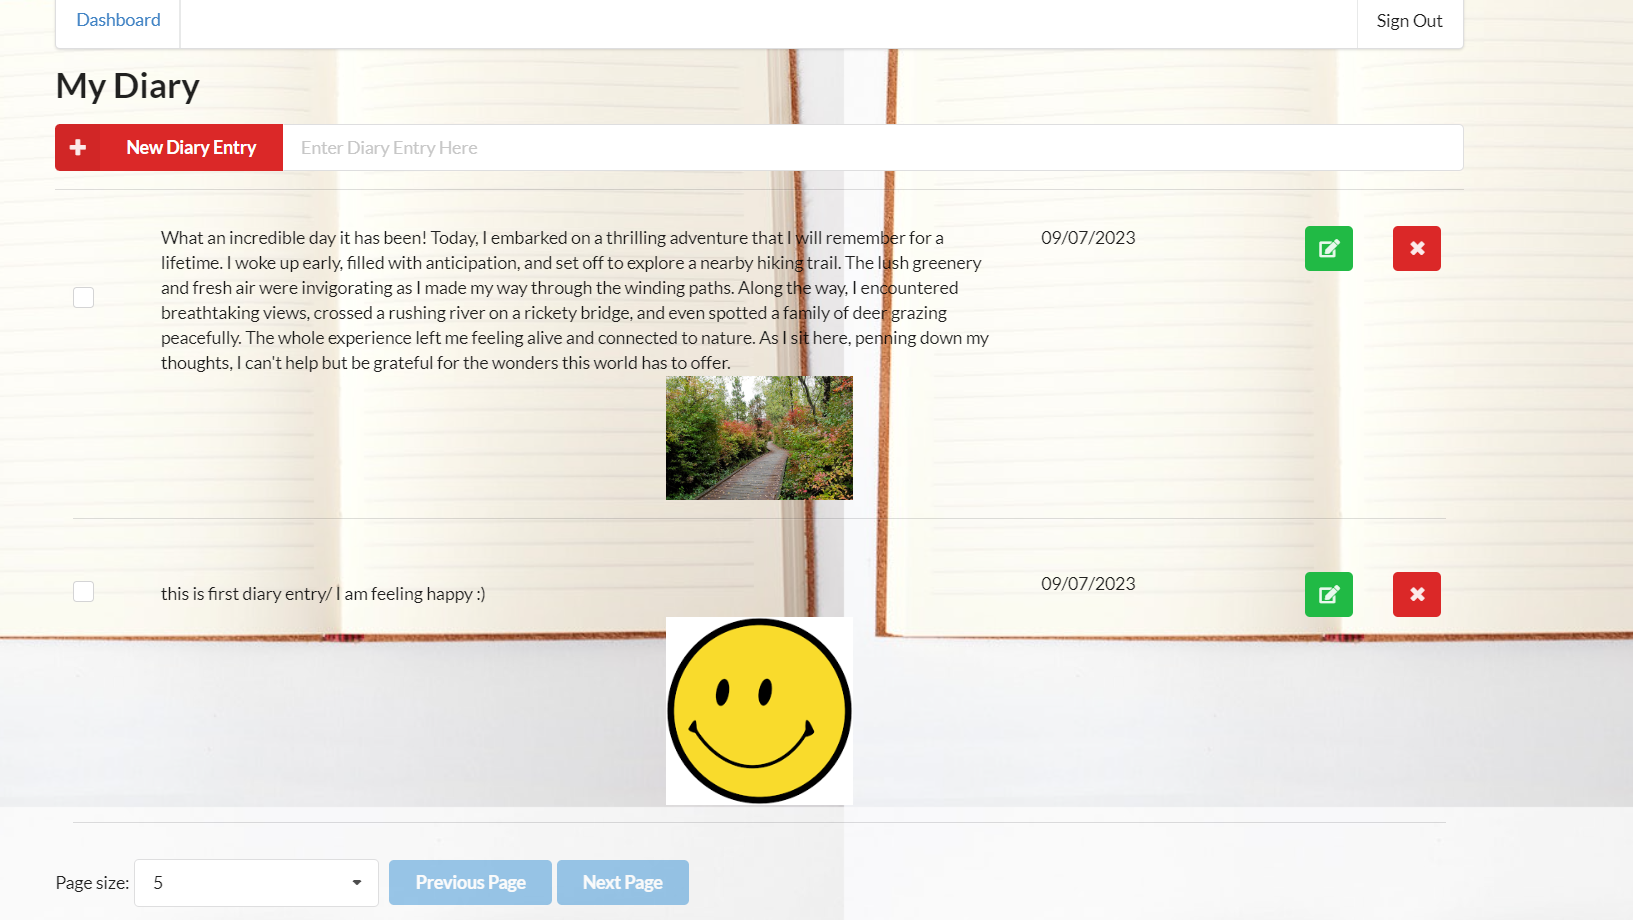 Dashboard
Sign Out
My Diary
New Diary Entry
Enter Diary Entry Here
What an incredible day it has been! Today, I embarked on a thrilling adventure that I will remember for a
lifetime. I woke up early, filled with anticipation, and set off to explore a nearby hiking trail. The lush greenery
and fresh air were invigorating as I made my way through the winding paths. Along the way, I encountered
breathtaking views, crossed a rushing river on a rickety bridge, and even spotted a family of deer grazing
peacefully. The whole experience left me feeling alive and connected to nature. As I sit here, penning down my
thoughts, I can't help but be grateful for the wonders this world has to offer.
09/07/2023
this is first diary entry/ I am feeling happy :)
09/07/2023
Page size:
5
Previous Page
Next Page